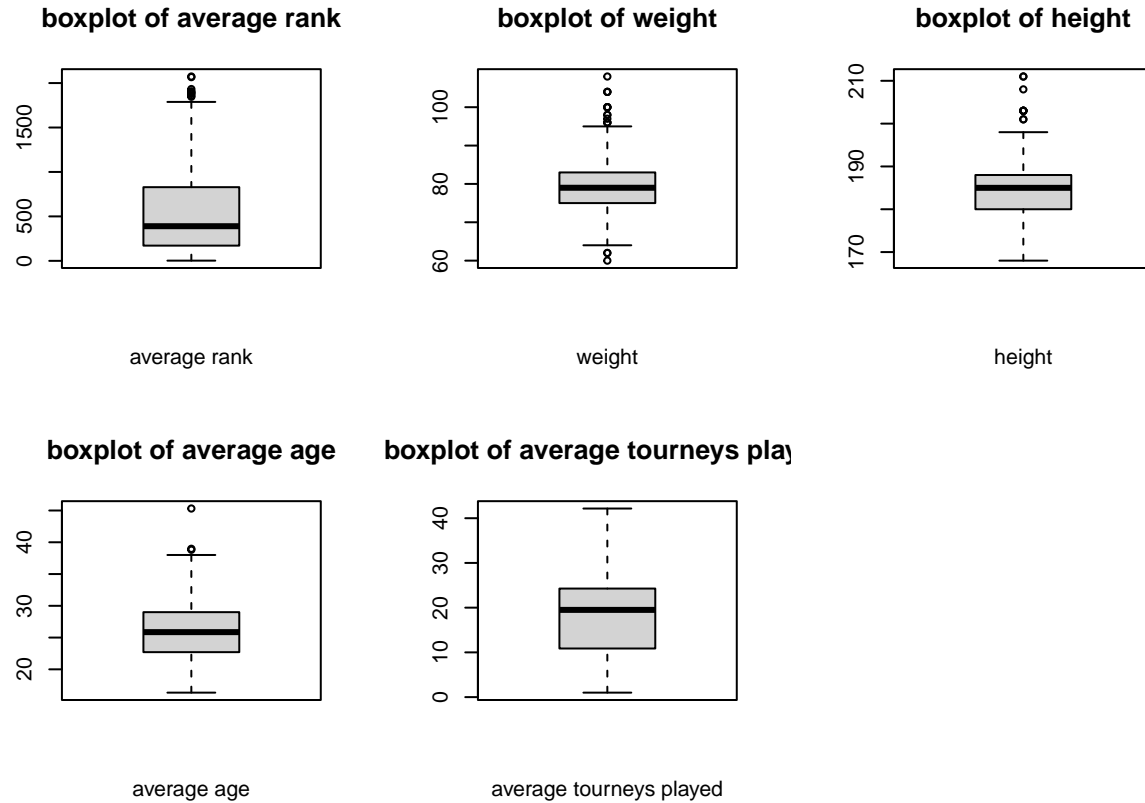 boxplot of average rank
1500
500
0
average rank
boxplot of weight
100
80
60
weight
boxplot of height
210
190
170
height
boxplot of average age
40
30
20
average age
boxplot of average tourneys play
40
30
20
10
0
average tourneys played